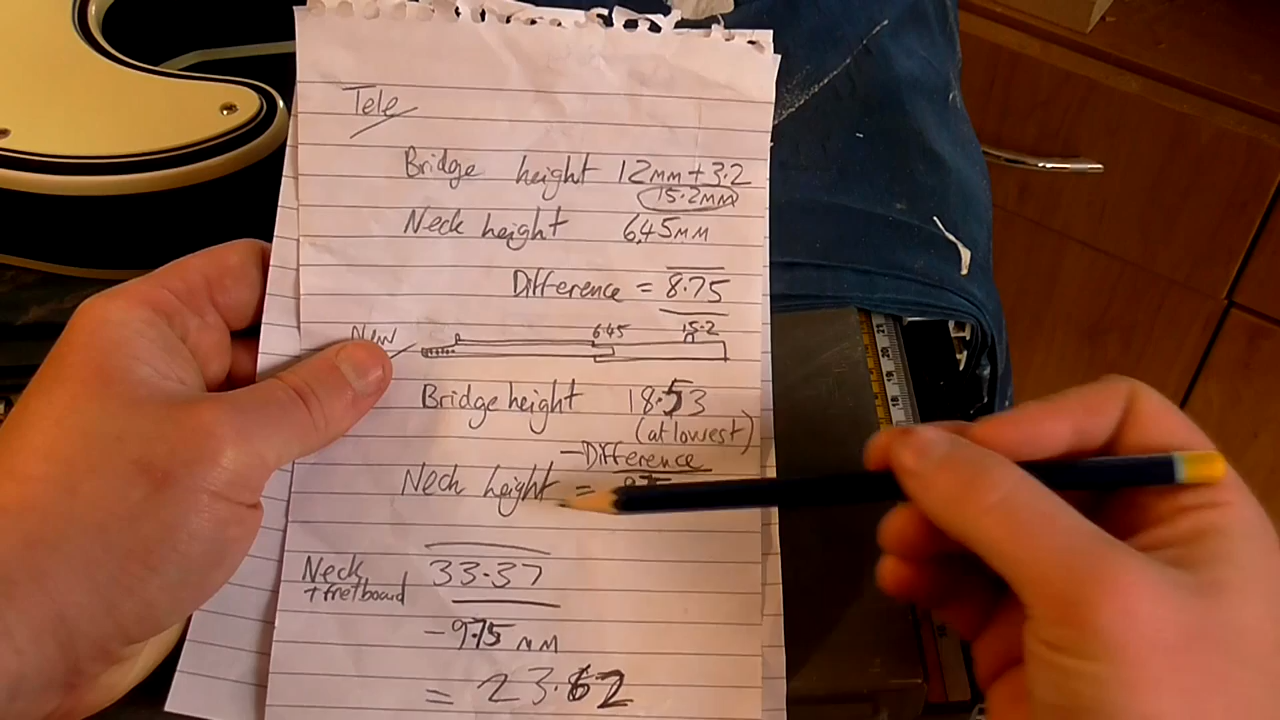 Tele
Bridge height 12mm+3.2
15.2mm
Neck height 6.45mm
Difference = 8.75
New
6.45 15.2
Bridge height 18.53
(at lowest)
- Difference
Neck height =
Neck + fretboard
33.37
- 9.75 mm
= 23.62
21
20